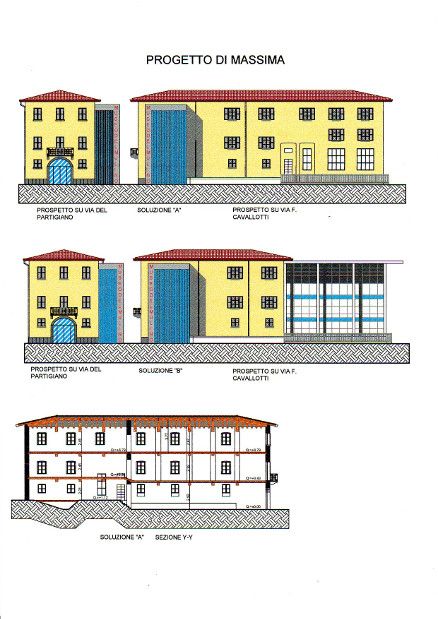 PROGETTO DI MASSIMA
PROSPETTO SU VIA DEL
PARTIGIANO
SOLUZIONE "A"
PROSPETTO SU VIA F.
CAVALLOTTI
PROSPETTO SU VIA DEL
PARTIGIANO
SOLUZIONE "B"
PROSPETTO SU VIA F.
CAVALLOTTI
SOLUZIONE "A" SEZIONE Y-Y